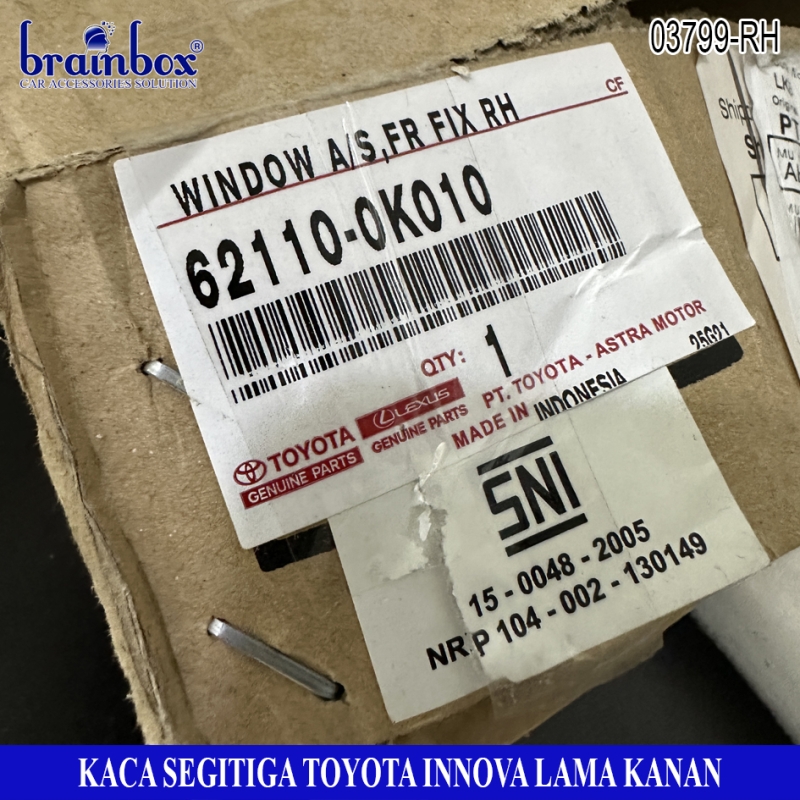 brainbox®
CAR ACCESSORIES SOLUTION
03799-RH
CF
WINDOW A/S,FR FIX RH
62110-0K010
QTY: 1
25G21
PT. TOYOTA - ASTRA MOTOR
MADE IN INDONESIA
TOYOTA
GENUINE PARTS
LEXUS
GENUINE PARTS
SNI
15 - 0048 - 2005
NRP 104 - 002 - 130149
KACA SEGITIGA TOYOTA INNOVA LAMA KANAN